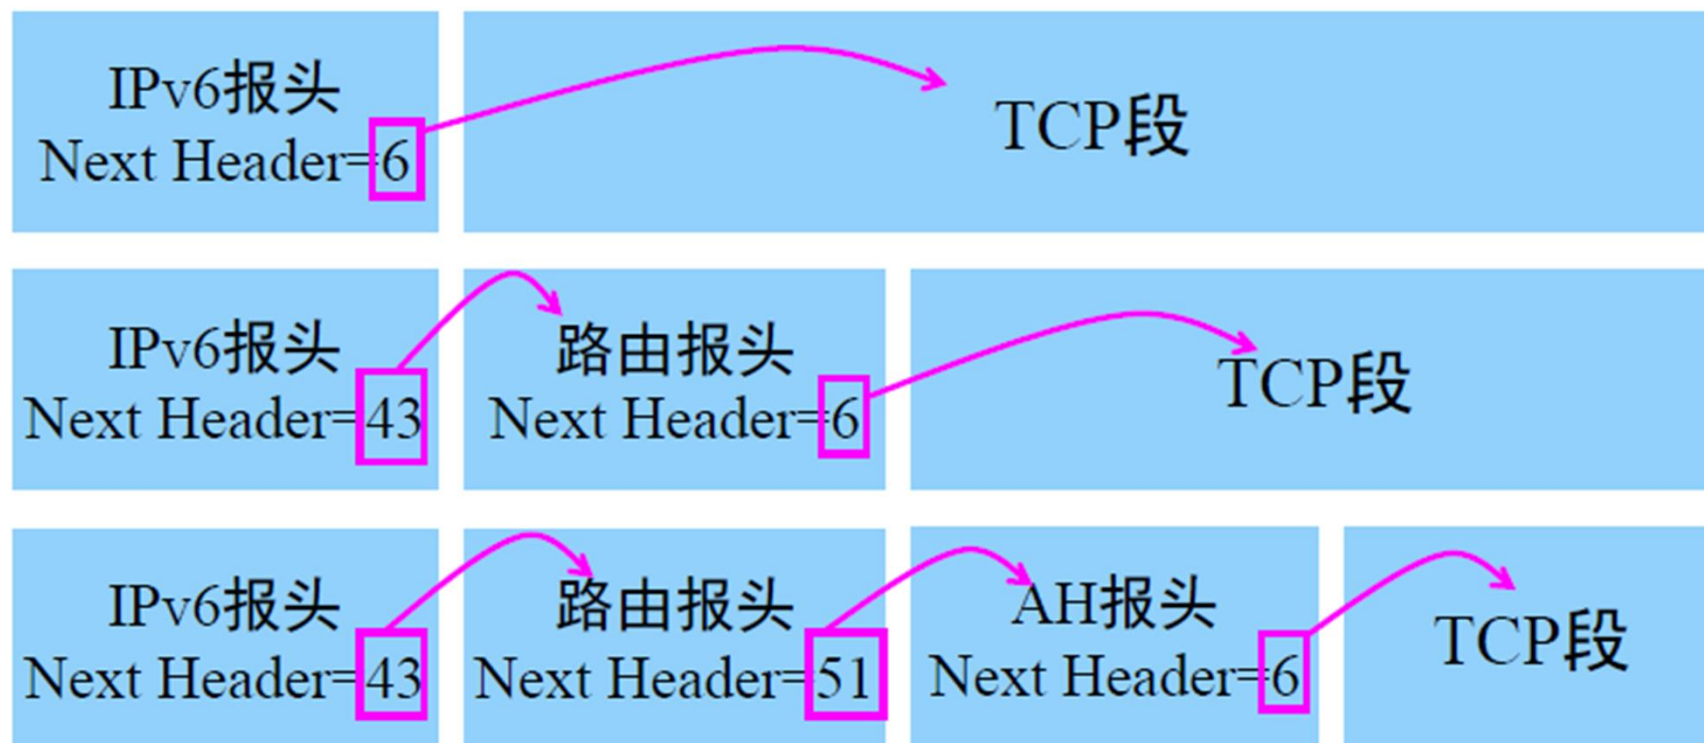 IPv6报头
Next Header=6
TCP段
IPv6报头
Next Header=43
路由报头
Next Header=6
TCP段
IPv6报头
Next Header=43
路由报头
Next Header=51
AH报头
Next Header=6
TCP段